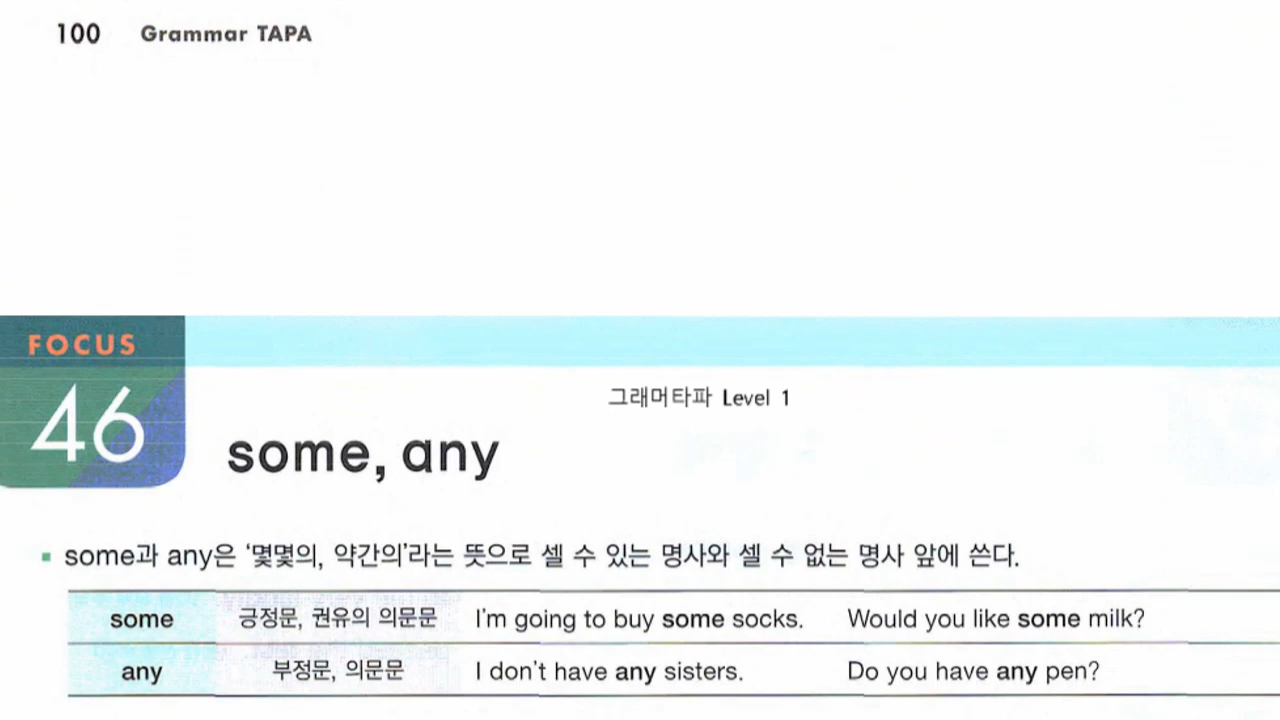 100 Grammar TAPA
FOCUS
46
그래머타파 Level 1
some, any
some과 any은 ‘몇몇의, 약간의’라는 뜻으로 셀 수 있는 명사와 셀 수 없는 명사 앞에 쓴다.
some 긍정문, 권유의 의문문 I'm going to buy some socks. Would you like some milk?
any 부정문, 의문문 I don't have any sisters. Do you have any pen?